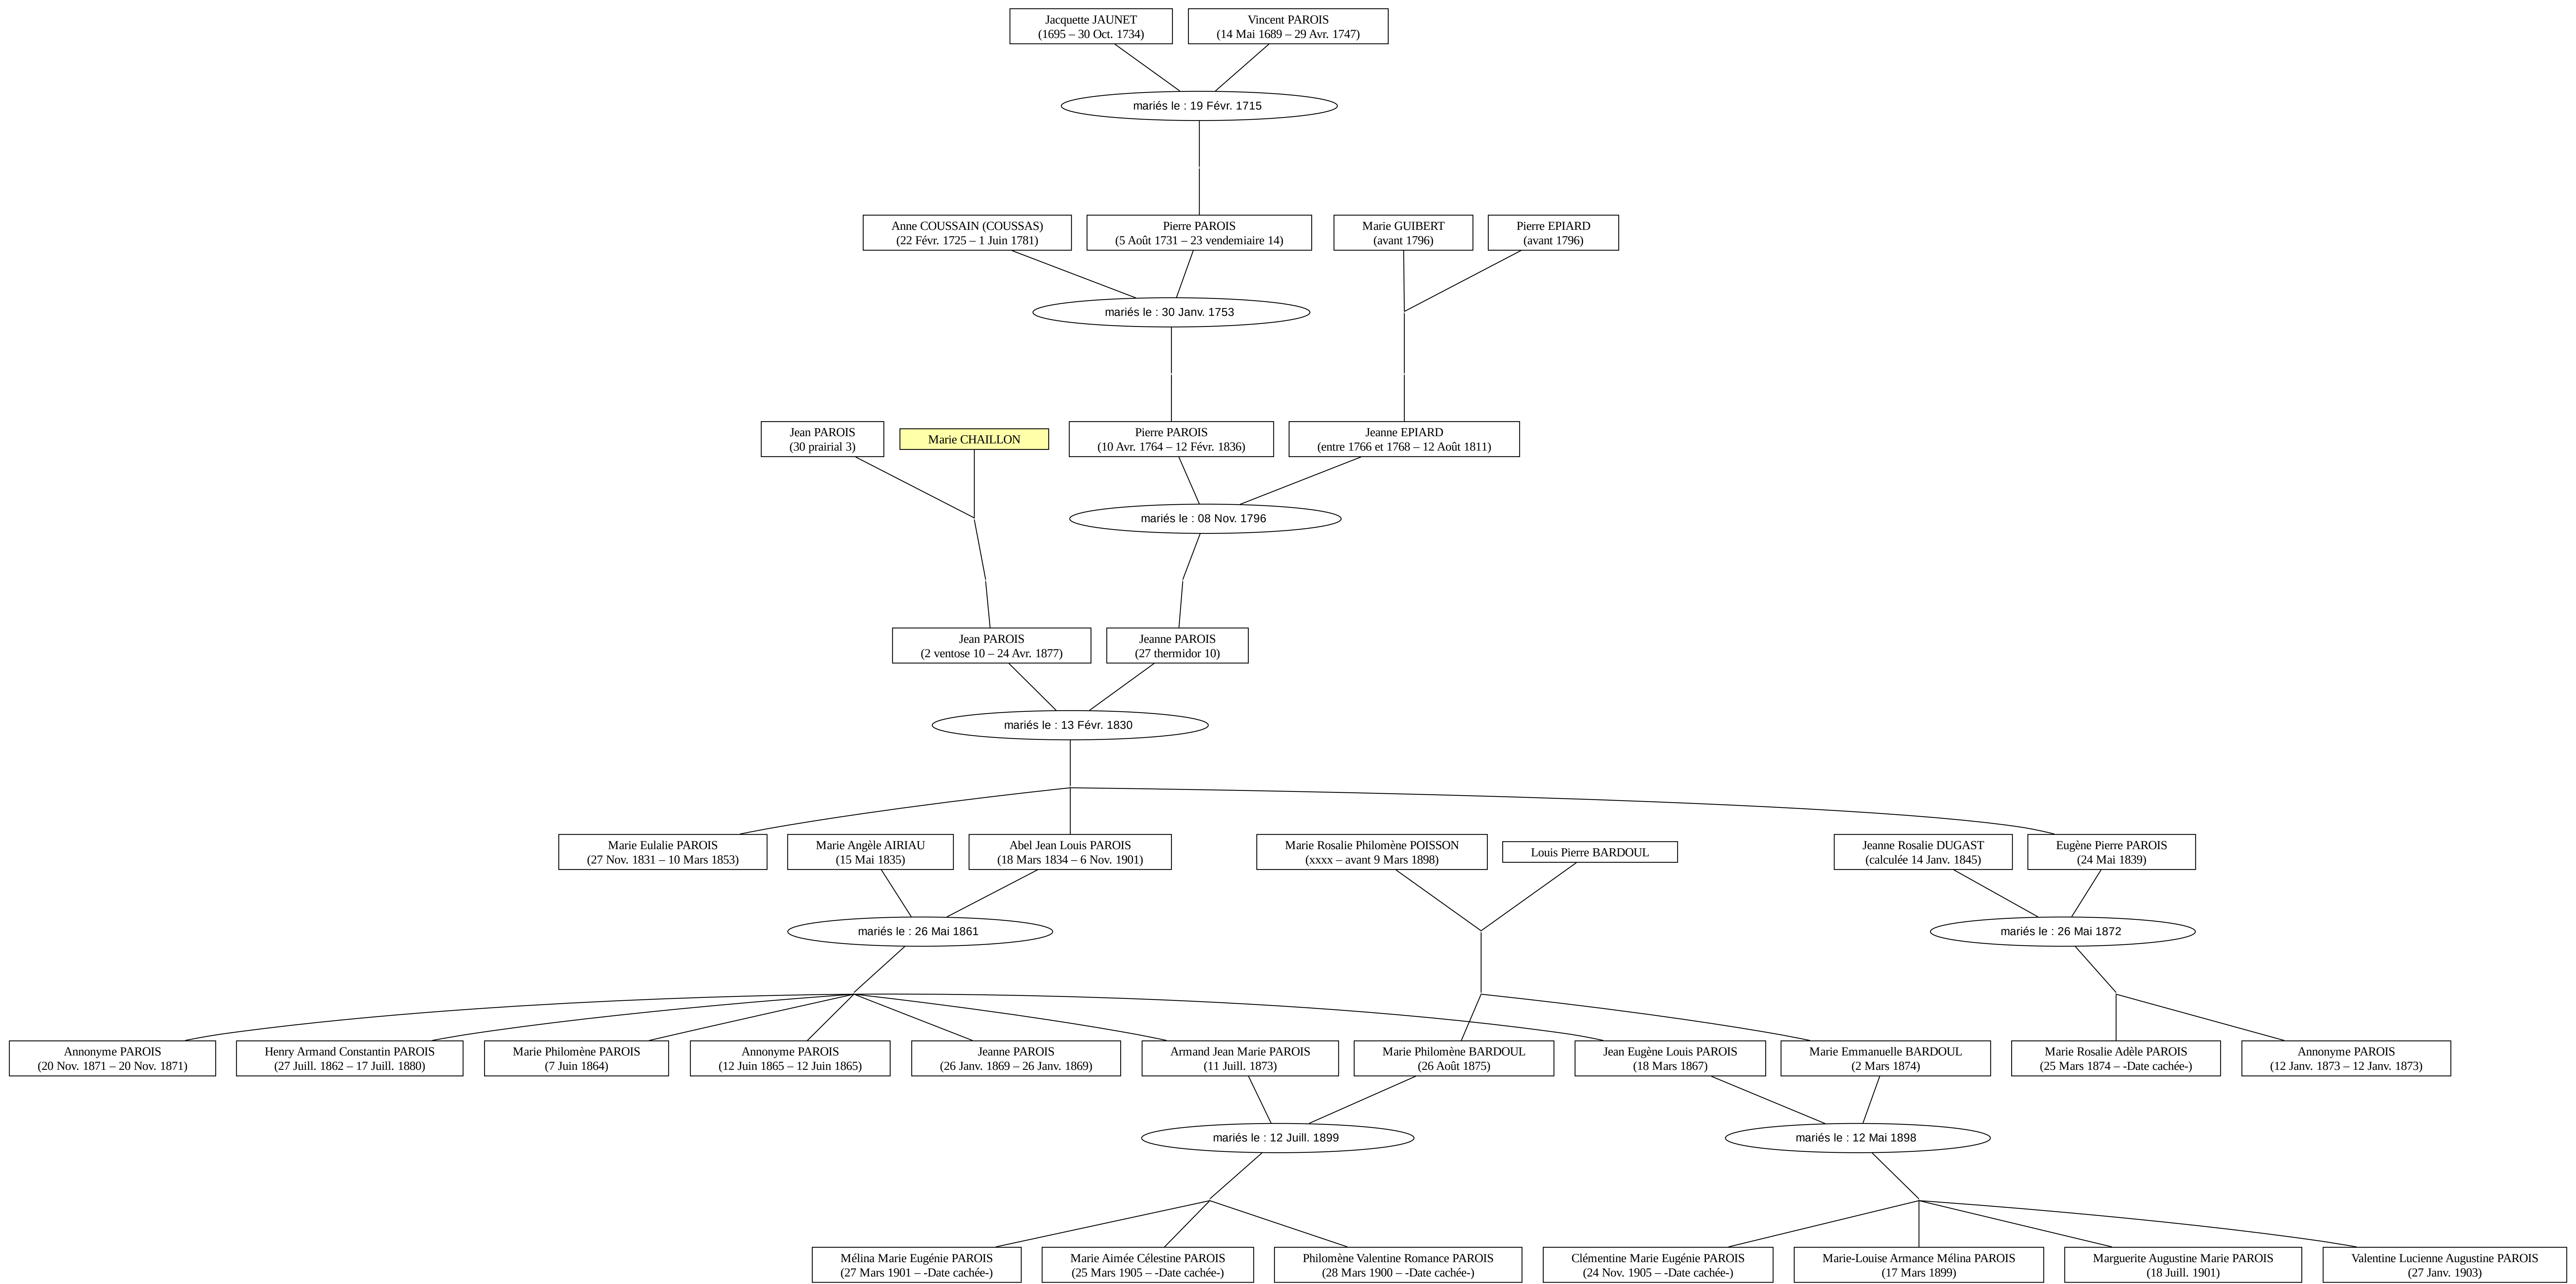 Jacquette JAUNET
(1695 – 30 Oct. 1734)
Vincent PAROIS
(14 Mai 1689 – 29 Avr. 1747)
mariés le : 19 Févr. 1715
Anne COUSSAIN (COUSSAS)
(22 Févr. 1725 – 1 Juin 1781)
Pierre PAROIS
(5 Août 1731 – 23 vendemiaire 14)
Marie GUIBERT
(avant 1796)
Pierre EPIARD
(avant 1796)
mariés le : 30 Janv. 1753
Jean PAROIS
(30 prairial 3)
Marie CHAILLON
Pierre PAROIS
(10 Avr. 1764 – 12 Févr. 1836)
Jeanne EPIARD
(entre 1766 et 1768 – 12 Août 1811)
mariés le : 08 Nov. 1796
Jean PAROIS
(2 ventose 10 – 24 Avr. 1877)
Jeanne PAROIS
(27 thermidor 10)
mariés le : 13 Févr. 1830
Marie Eulalie PAROIS
(27 Nov. 1831 – 10 Mars 1853)
Marie Angèle AIRIAU
(15 Mai 1835)
Abel Jean Louis PAROIS
(18 Mars 1834 – 6 Nov. 1901)
Marie Rosalie Philomène POISSON
(xxxx – avant 9 Mars 1898)
Louis Pierre BARDOUL
Jeanne Rosalie DUGAST
(calculée 14 Janv. 1845)
Eugène Pierre PAROIS
(24 Mai 1839)
mariés le : 26 Mai 1861
mariés le : 26 Mai 1872
Annonyme PAROIS
(20 Nov. 1871 – 20 Nov. 1871)
Henry Armand Constantin PAROIS
(27 Juill. 1862 – 17 Juill. 1880)
Marie Philomène PAROIS
(7 Juin 1864)
Annonyme PAROIS
(12 Juin 1865 – 12 Juin 1865)
Jeanne PAROIS
(26 Janv. 1869 – 26 Janv. 1869)
Armand Jean Marie PAROIS
(11 Juill. 1873)
Marie Philomène BARDOUL
(26 Août 1875)
Jean Eugène Louis PAROIS
(18 Mars 1867)
Marie Emmanuelle BARDOUL
(2 Mars 1874)
Marie Rosalie Adèle PAROIS
(25 Mars 1874 – -Date cachée-)
Annonyme PAROIS
(12 Janv. 1873 – 12 Janv. 1873)
mariés le : 12 Juill. 1899
mariés le : 12 Mai 1898
Mélina Marie Eugénie PAROIS
(27 Mars 1901 – -Date cachée-)
Marie Aimée Célestine PAROIS
(25 Mars 1905 – -Date cachée-)
Philomène Valentine Romance PAROIS
(28 Mars 1900 – -Date cachée-)
Clémentine Marie Eugénie PAROIS
(24 Nov. 1905 – -Date cachée-)
Marie-Louise Armance Mélina PAROIS
(17 Mars 1899)
Marguerite Augustine Marie PAROIS
(18 Juill. 1901)
Valentine Lucienne Augustine PAROIS
(27 Janv. 1903)